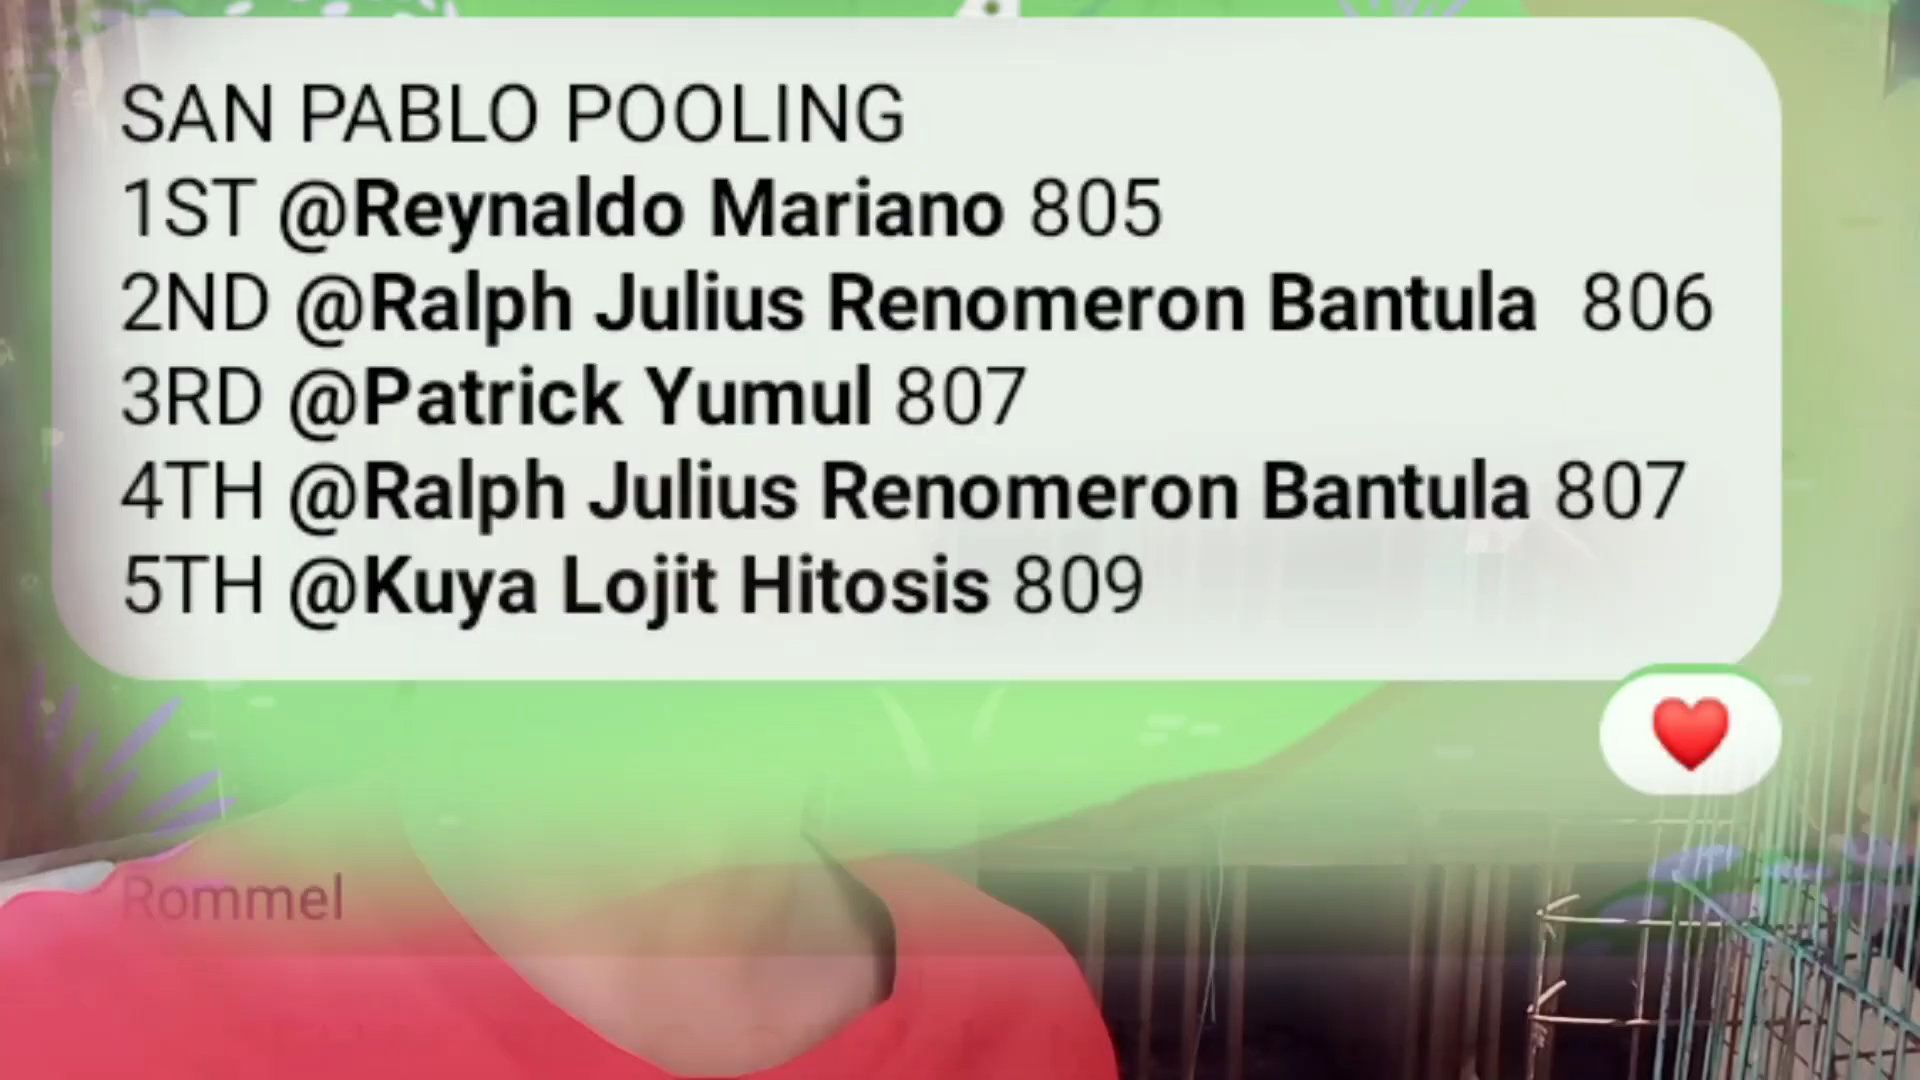 SAN PABLO POOLING
1ST @Reynaldo Mariano 805
2ND @Ralph Julius Renomeron Bantula 806
3RD @Patrick Yumul 807
4TH @Ralph Julius Renomeron Bantula 807
5TH @Kuya Lojit Hitosis 809
Rommel